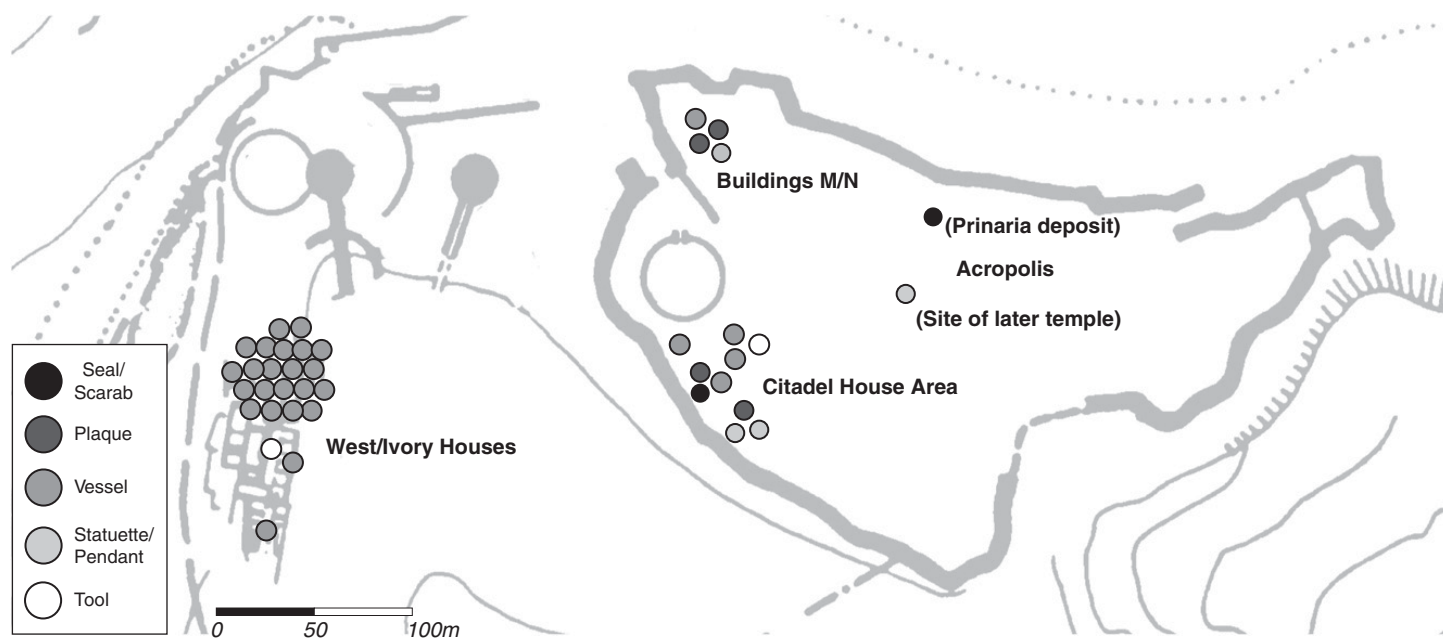 Buildings M/N
(Prinaria deposit)
Acropolis
(Site of later temple)
Citadel House Area
West/Ivory Houses
Seal/
Scarab
Plaque
Vessel
Statuette/
Pendant
Tool
0 50 100m